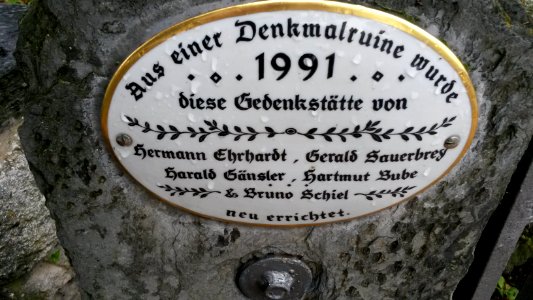 Aus einer Denkmalruine wurde
1991
diese Gedenkstätte von
Hermann Ehrhardt, Gerald Sauerbrey
Harald Gänsler, Hartmut Bube
& Bruno Schiel
neu errichtet.